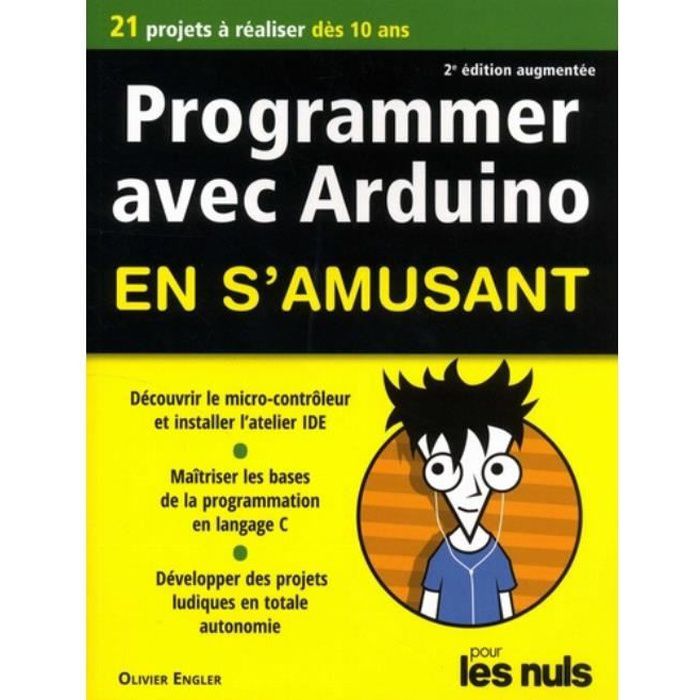 21 projets à réaliser dès 10 ans
2e édition augmentée
Programmer
avec Arduino
EN S'AMUSANT
Découvrir le micro-contrôleur
et installer l'atelier IDE
Maîtriser les bases
de la programmation
en langage C
Développer des projets
ludiques en totale
autonomie
OLIVIER ENGLER
pour
les nuls